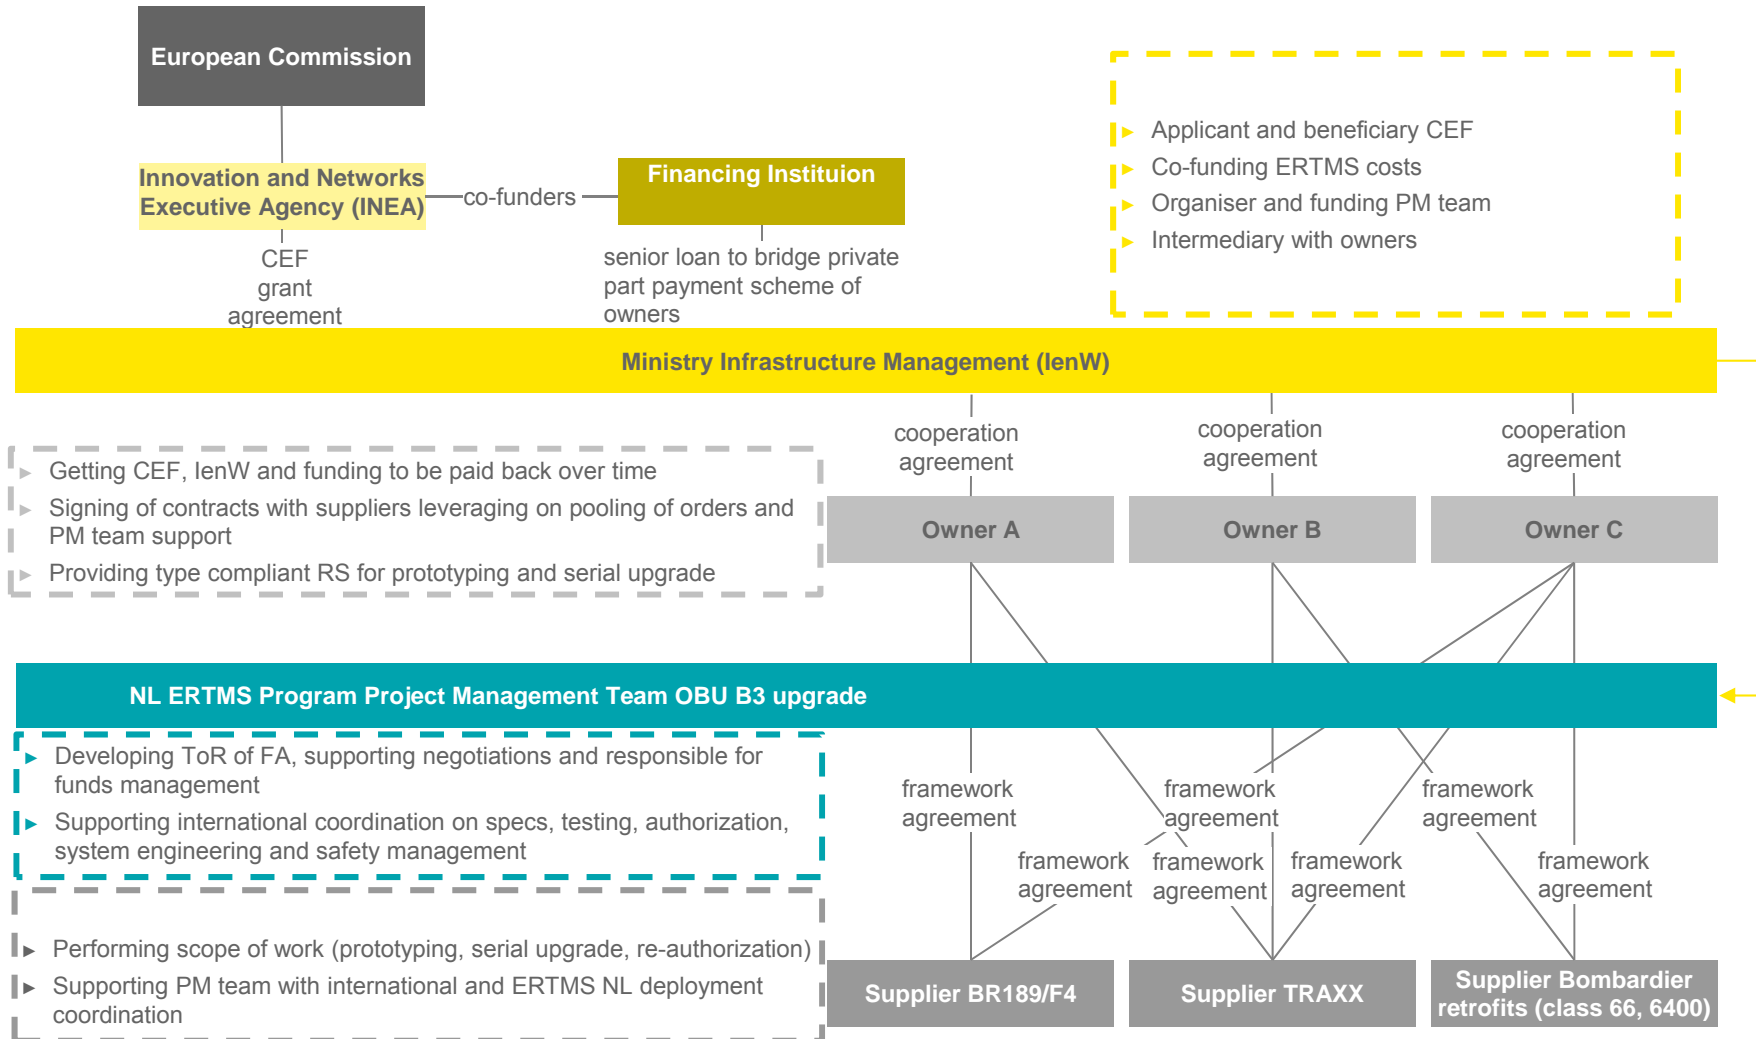 European Commission
Innovation and Networks
Executive Agency (INEA)
co-funders
Financing Instituion
CEF
grant
agreement
senior loan to bridge private
part payment scheme of
owners
► Applicant and beneficiary CEF
► Co-funding ERTMS costs
► Organiser and funding PM team
► Intermediary with owners
Ministry Infrastructure Management (IenW)
cooperation
agreement
cooperation
agreement
cooperation
agreement
► Getting CEF, IenW and funding to be paid back over time
► Signing of contracts with suppliers leveraging on pooling of orders and
PM team support
► Providing type compliant RS for prototyping and serial upgrade
Owner A
Owner B
Owner C
NL ERTMS Program Project Management Team OBU B3 upgrade
► Developing ToR of FA, supporting negotiations and responsible for
funds management
► Supporting international coordination on specs, testing, authorization,
system engineering and safety management
framework
agreement
framework
agreement
framework
agreement
framework
agreement
framework
agreement
framework
agreement
framework
agreement
► Performing scope of work (prototyping, serial upgrade, re-authorization)
► Supporting PM team with international and ERTMS NL deployment
coordination
Supplier BR189/F4
Supplier TRAXX
Supplier Bombardier
retrofits (class 66, 6400)